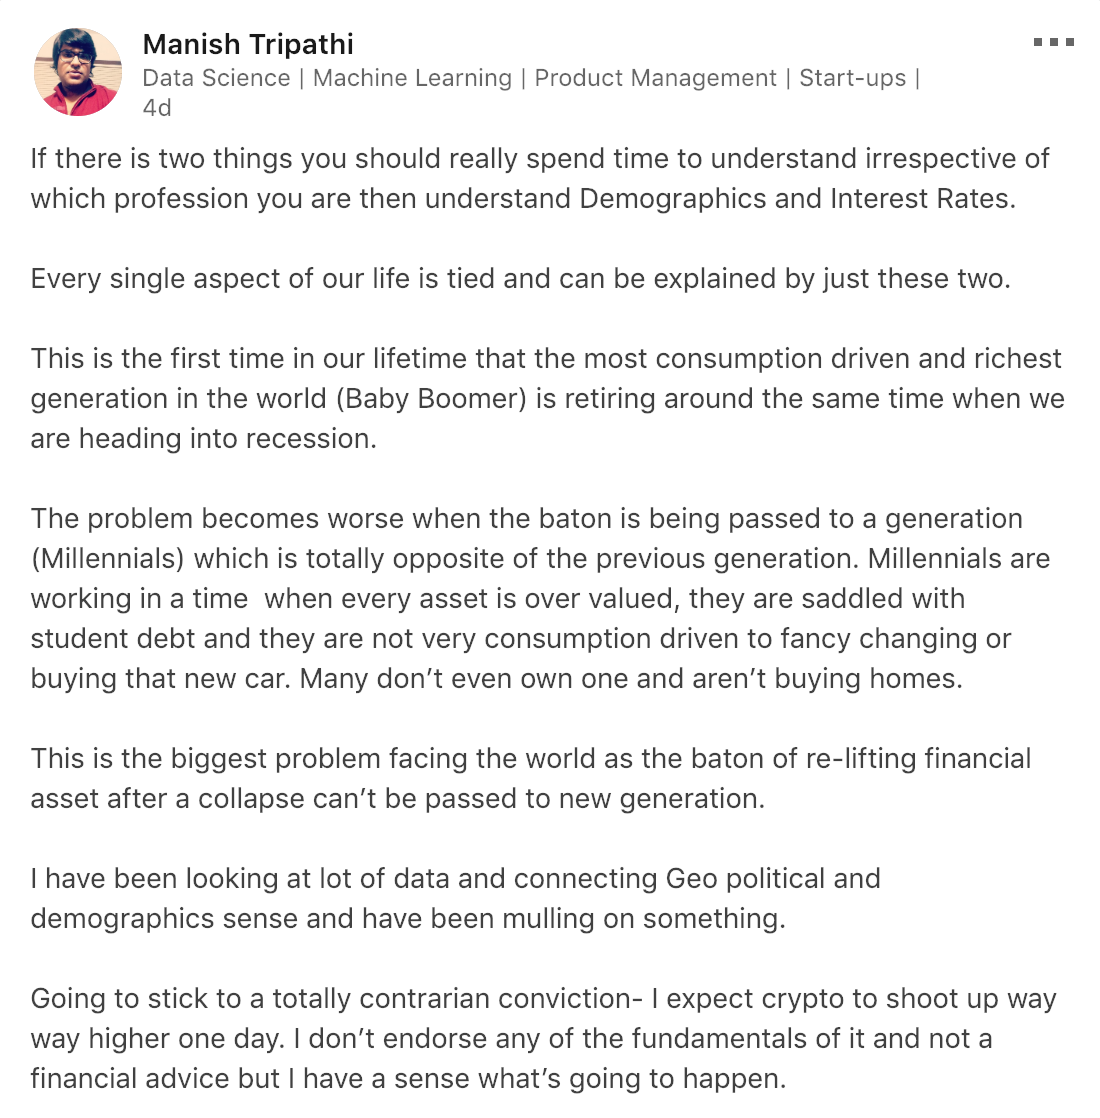 Manish Tripathi
Data Science | Machine Learning | Product Management | Start-ups |
4d
If there is two things you should really spend time to understand irrespective of
which profession you are then understand Demographics and Interest Rates.
Every single aspect of our life is tied and can be explained by just these two.
This is the first time in our lifetime that the most consumption driven and richest
generation in the world (Baby Boomer) is retiring around the same time when we
are heading into recession.
The problem becomes worse when the baton is being passed to a generation
(Millennials) which is totally opposite of the previous generation. Millennials are
working in a time  when every asset is over valued, they are saddled with
student debt and they are not very consumption driven to fancy changing or
buying that new car. Many don’t even own one and aren’t buying homes.
This is the biggest problem facing the world as the baton of re-lifting financial
asset after a collapse can’t be passed to new generation.
I have been looking at lot of data and connecting Geo political and
demographics sense and have been mulling on something.
Going to stick to a totally contrarian conviction- I expect crypto to shoot up way
way higher one day. I don’t endorse any of the fundamentals of it and not a
financial advice but I have a sense what’s going to happen.